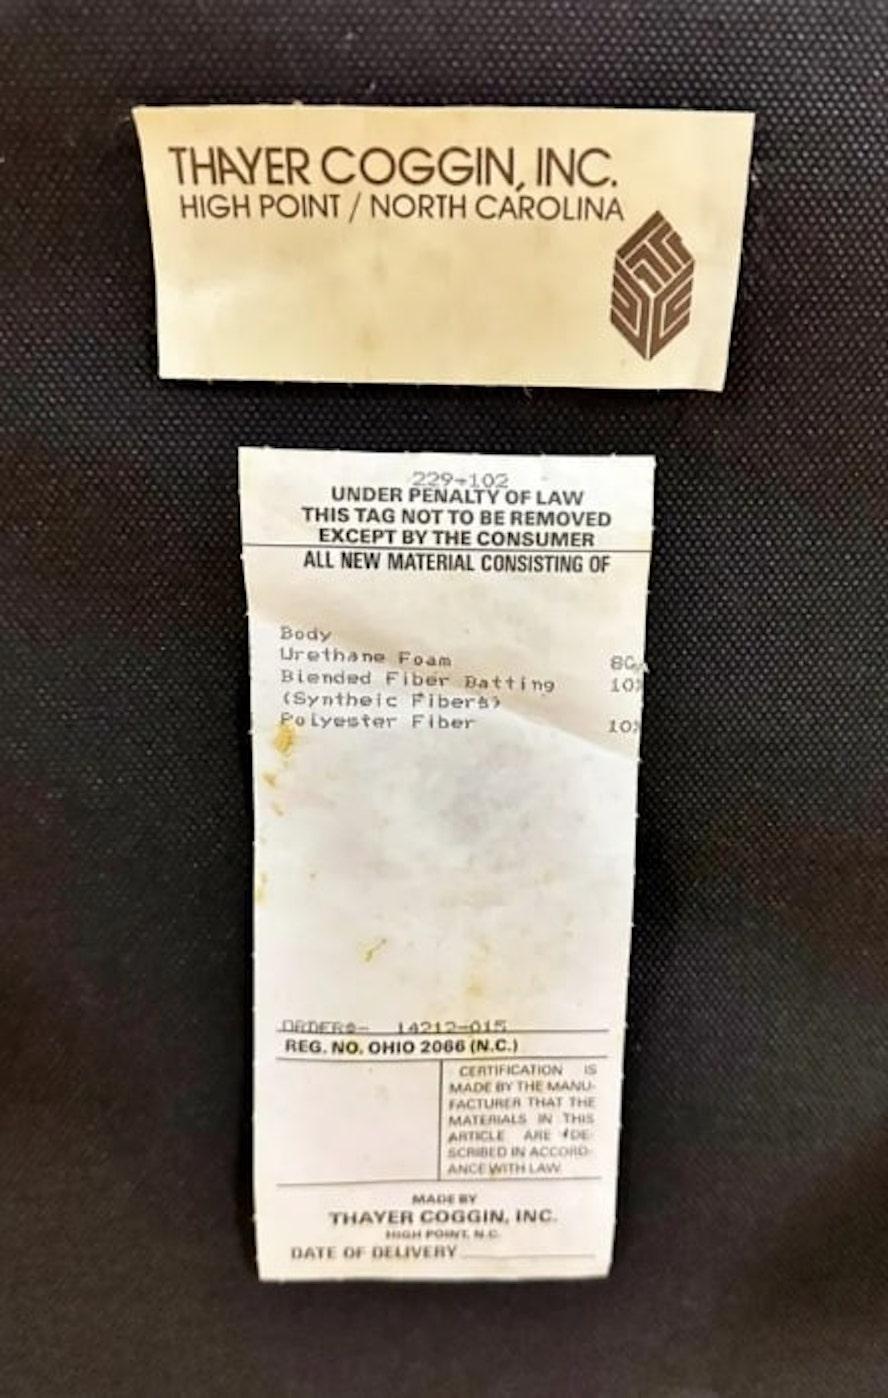 THAYER COGGIN, INC.
HIGH POINT / NORTH CAROLINA
229-102
UNDER PENALTY OF LAW
THIS TAG NOT TO BE REMOVED
EXCEPT BY THE CONSUMER
ALL NEW MATERIAL CONSISTING OF
Body
Urethane Foam
Blended Fiber Batting 10%
(Syntheic Fibers)
Polyester Fiber 10%
ORDER#- 14212-015
REG. NO. OHIO 2066 (N.C.)
CERTIFICATION IS
MADE BY THE MANU-
FACTURER THAT THE
MATERIALS IN THIS
ARTICLE ARE DE-
SCRIBED IN ACCORD-
ANCE WITH LAW.
MADE BY
THAYER COGGIN, INC.
HIGH POINT, N.C.
DATE OF DELIVERY